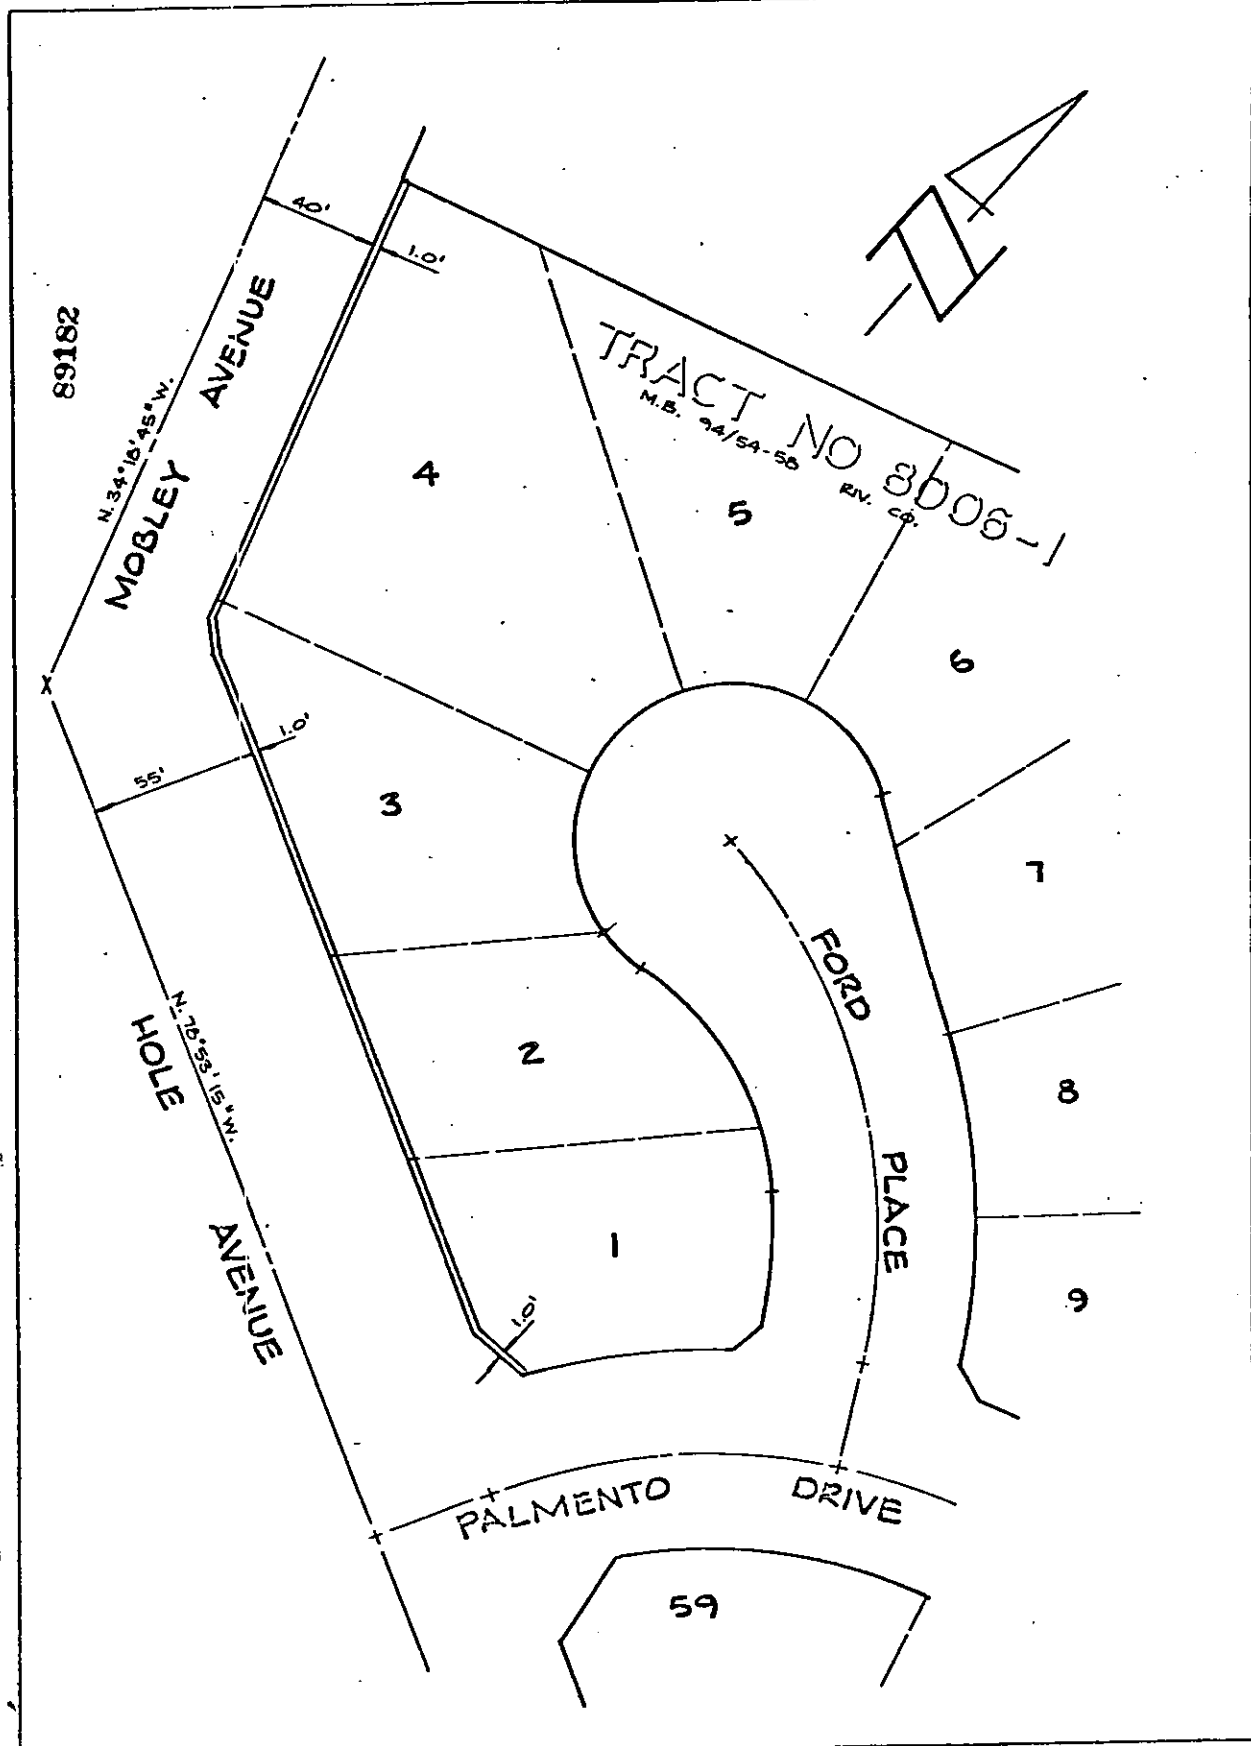 89182
N
40'
1.0'
N. 34°18'45" W.
MOBLEY AVENUE
TRACT NO 8006-1
M.B. 94/54-58 RIV. CO.
4
5
6
1.0'
55'
3
7
FORD PLACE
N. 78°53'15" W.
HOLE AVENUE
2
8
1
9
1.0'
PALMENTO DRIVE
59